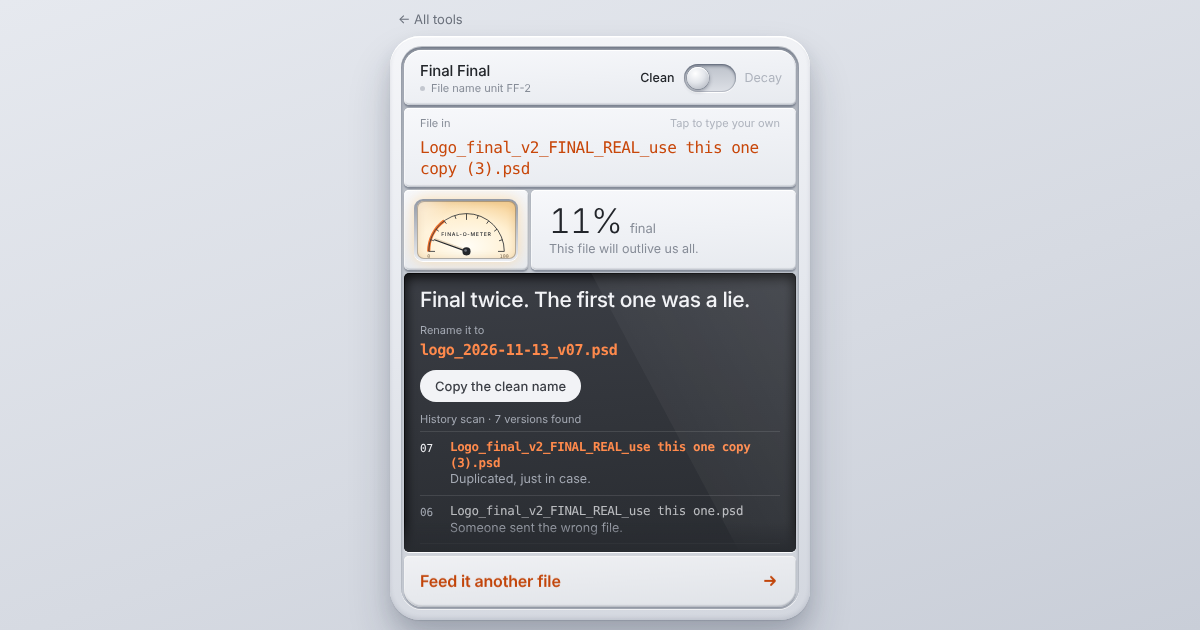 ← All tools
Final Final
File name unit FF-2
Clean
Decay
File in
Tap to type your own
Logo_final_v2_FINAL_REAL_use this one
copy (3).psd
FINAL-O-METER
0
100
11% final
This file will outlive us all.
Final twice. The first one was a lie.
Rename it to
logo_2026-11-13_v07.psd
Copy the clean name
History scan · 7 versions found
07
Logo_final_v2_FINAL_REAL_use this one copy
(3).psd
Duplicated, just in case.
06
Logo_final_v2_FINAL_REAL_use this one.psd
Someone sent the wrong file.
Feed it another file →